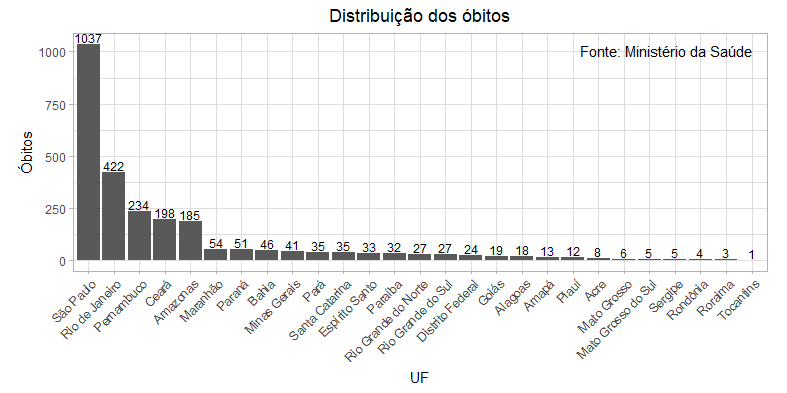 Distribuição dos óbitos
Fonte: Ministério da Saúde
Óbitos
1000
750
500
250
0
1037
422
234
198
185
54
51
46
41
35
35
33
32
27
27
24
19
18
13
12
8
6
5
5
4
3
1
São Paulo
Rio de Janeiro
Pernambuco
Ceará
Amazonas
Maranhão
Paraná
Bahia
Minas Gerais
Pará
Santa Catarina
Espírito Santo
Paraíba
Rio Grande do Norte
Rio Grande do Sul
Distrito Federal
Goiás
Alagoas
Amapá
Piauí
Acre
Mato Grosso
Mato Grosso do Sul
Sergipe
Rondônia
Roraima
Tocantins
UF